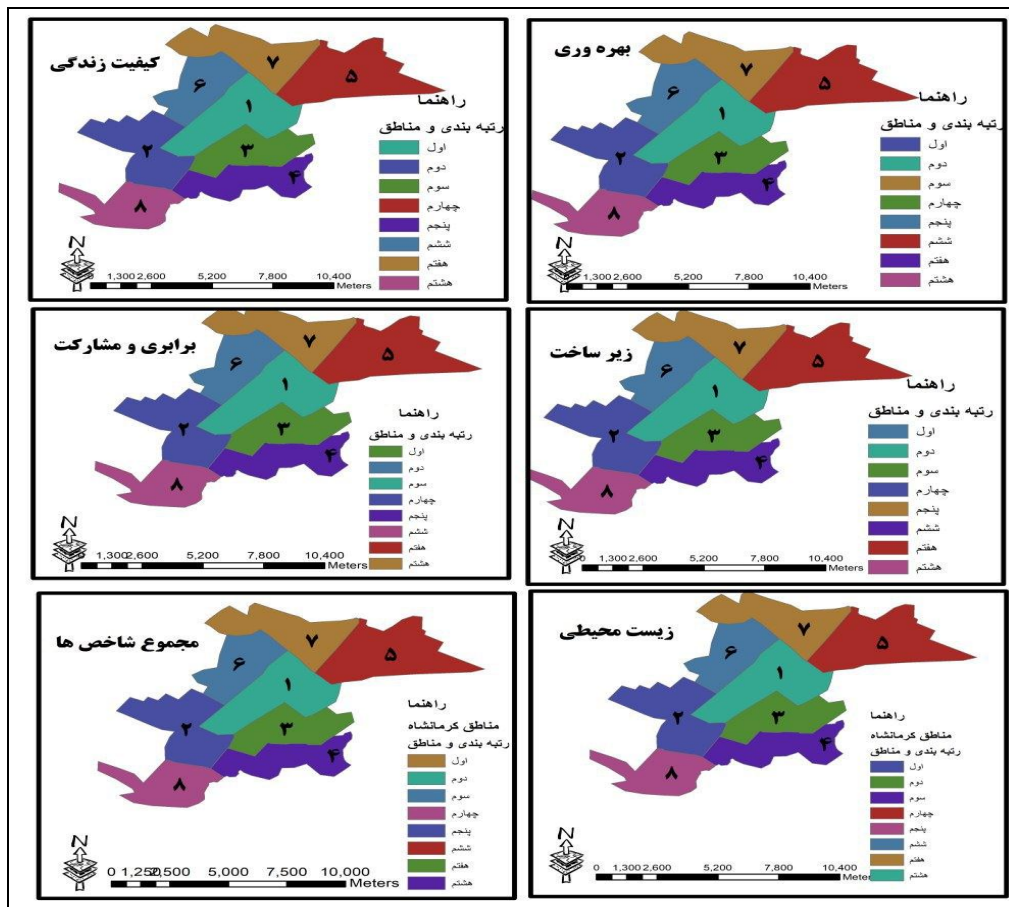 بهره وری
۷
۵
۶
۱
۲
۳
۴
۸
راهنما
رتبه بندی و مناطق
اول
دوم
سوم
چهارم
پنجم
ششم
هفتم
هشتم
N
0 1,300 2,600 5,200 7,800 10,400
Meters
کیفیت زندگی
۷
۵
۶
۱
۲
۳
۴
۸
راهنما
رتبه بندی و مناطق
اول
دوم
سوم
چهارم
پنجم
ششم
هفتم
هشتم
N
0 1,300 2,600 5,200 7,800 10,400
Meters
زیر ساخت
۷
۵
۶
۱
۲
۳
۴
۸
راهنما
رتبه بندی و مناطق
اول
دوم
سوم
چهارم
پنجم
ششم
هفتم
هشتم
N
0 1,300 2,600 5,200 7,800 10,400
Meters
برابری و مشارکت
۷
۵
۶
۱
۲
۳
۴
۸
راهنما
رتبه بندی و مناطق
اول
دوم
سوم
چهارم
پنجم
ششم
هفتم
هشتم
N
0 1,300 2,600 5,200 7,800 10,400
Meters
زیست محیطی
۷
۵
۶
۱
۲
۳
۴
۸
راهنما
مناطق کرمانشاه
رتبه بندی و مناطق
اول
دوم
سوم
چهارم
پنجم
ششم
هفتم
هشتم
N
0 1,300 2,600 5,200 7,800 10,400
Meters
مجموع شاخص ها
۷
۵
۶
۱
۲
۳
۴
۸
راهنما
مناطق کرمانشاه
رتبه بندی و مناطق
اول
دوم
سوم
چهارم
پنجم
ششم
هفتم
هشتم
N
0 1,250 2,500 5,000 7,500 10,000
Meters